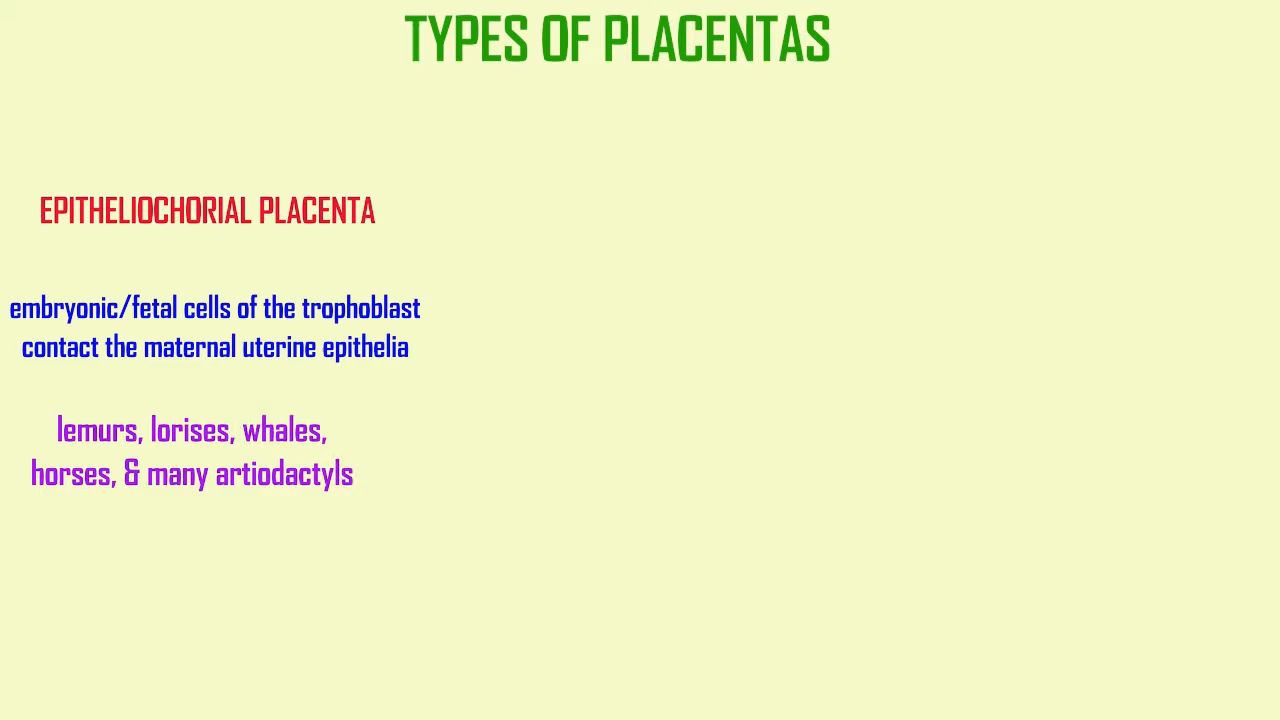 TYPES OF PLACENTAS
EPITHELIOCHORIAL PLACENTA
embryonic/fetal cells of the trophoblast
contact the maternal uterine epithelia
lemurs, lorises, whales,
horses, & many artiodactyls